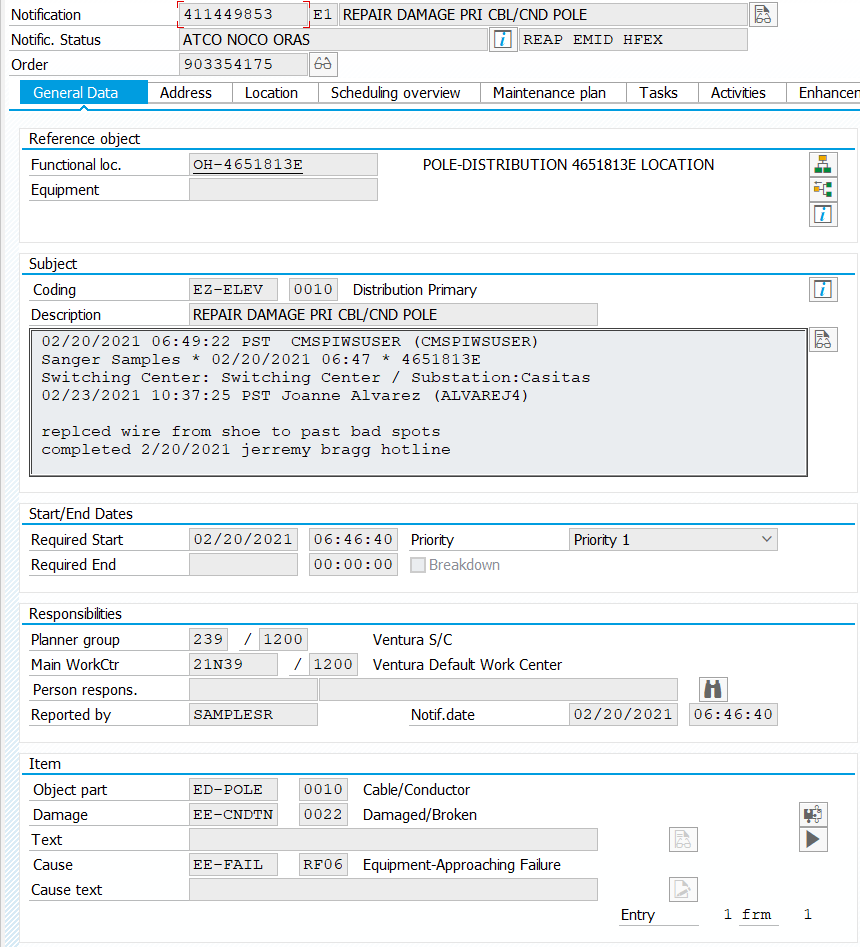 Notification 411449853 E1 REPAIR DAMAGE PRI CBL/CND POLE
Notific. Status ATCO NOCO ORAS REAP EMID HFEX
Order 903354175
General Data Address Location Scheduling overview Maintenance plan Tasks Activities Enhancen
Reference object
Functional loc. OH-4651813E POLE-DISTRIBUTION 4651813E LOCATION
Equipment
Subject
Coding EZ-ELEV 0010 Distribution Primary
Description REPAIR DAMAGE PRI CBL/CND POLE
02/20/2021 06:49:22 PST CMSPIWSUSER (CMSPIWSUSER)
Sanger Samples * 02/20/2021 06:47 * 4651813E
Switching Center: Switching Center / Substation:Casitas
02/23/2021 10:37:25 PST Joanne Alvarez (ALVAREJ4)
replced wire from shoe to past bad spots
completed 2/20/2021 jerremy bragg hotline
Start/End Dates
Required Start 02/20/2021 06:46:40 Priority Priority 1
Required End 00:00:00 Breakdown
Responsibilities
Planner group 239 / 1200 Ventura S/C
Main WorkCtr 21N39 / 1200 Ventura Default Work Center
Person respons.
Reported by SAMPLESR Notif.date 02/20/2021 06:46:40
Item
Object part ED-POLE 0010 Cable/Conductor
Damage EE-CNDTN 0022 Damaged/Broken
Text
Cause EE-FAIL RF06 Equipment-Approaching Failure
Cause text
Entry 1 frm 1